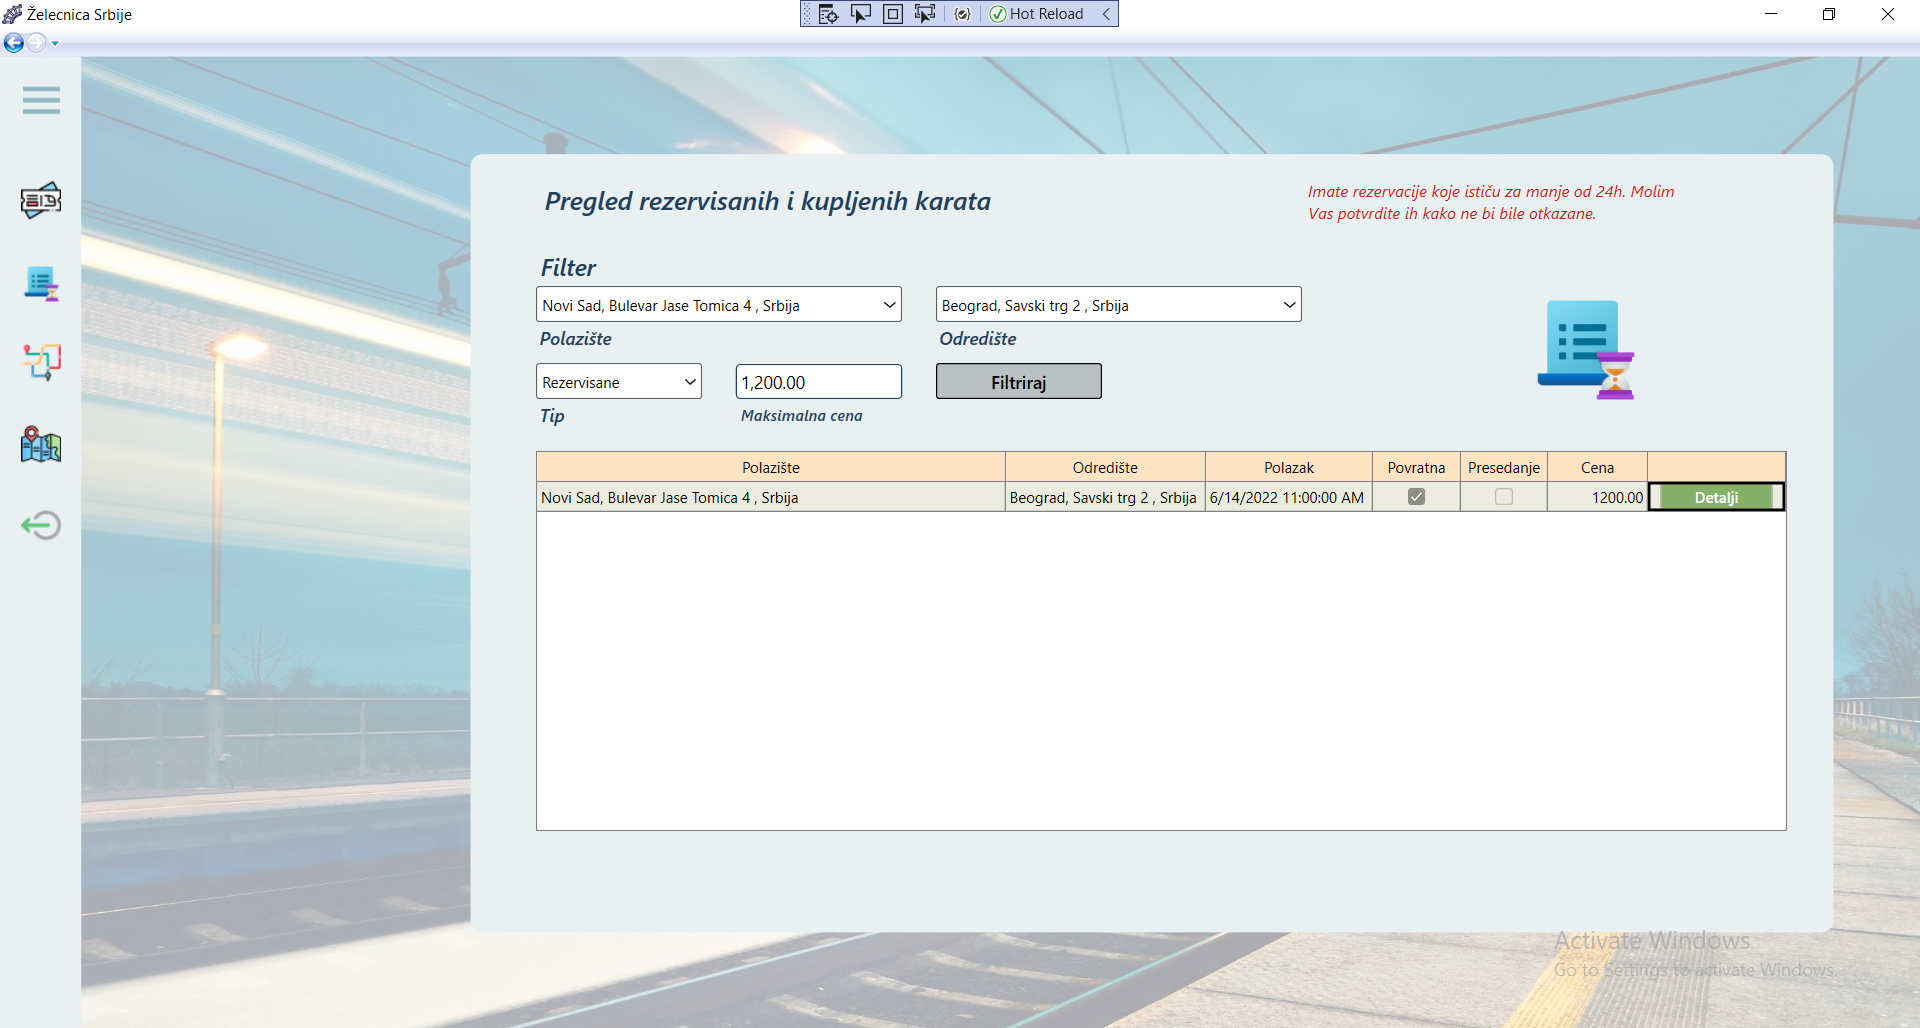 Želecnica Srbije
Hot Reload
Pregled rezervisanih i kupljenih karata
Imate rezervacije koje ističu za manje od 24h. Molim
Vas potvrdite ih kako ne bi bile otkazane.
Filter
Novi Sad, Bulevar Jase Tomica 4 , Srbija
Beograd, Savski trg 2 , Srbija
Polazište
Odredište
Rezervisane
1,200.00
Filtriraj
Tip
Maksimalna cena
Polazište Odredište Polazak Povratna Presedanje Cena
Novi Sad, Bulevar Jase Tomica 4 , Srbija Beograd, Savski trg 2 , Srbija 6/14/2022 11:00:00 AM 1200.00 Detalji
Activate Windows
Go to Settings to activate Windows.